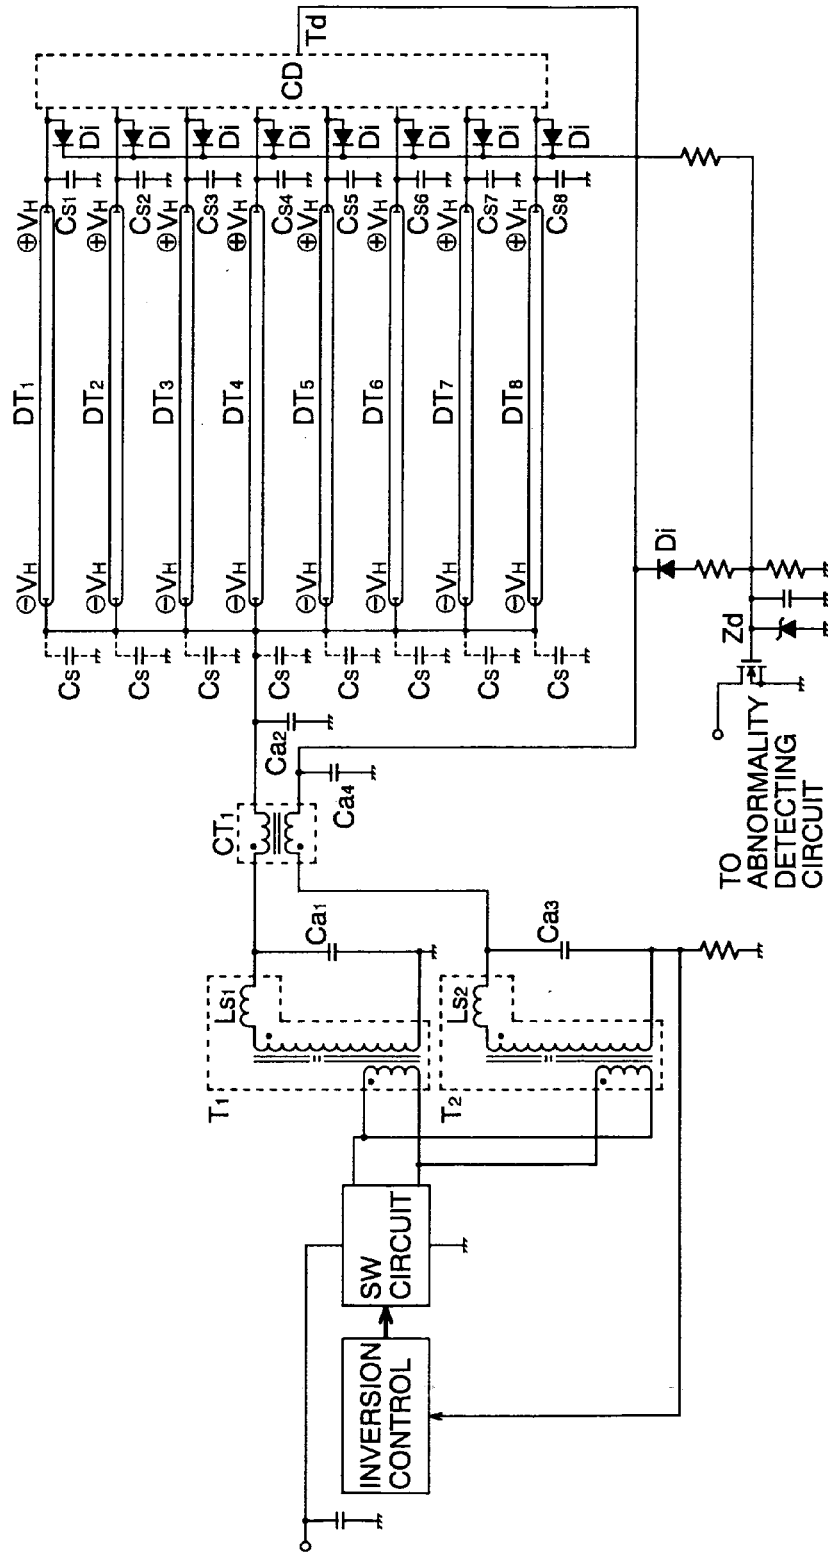 DT1
DT2
DT3
DT4
DT5
DT6
DT7
DT8
⊖VH
⊖VH
⊖VH
⊖VH
⊖VH
⊖VH
⊖VH
⊖VH
⊕VH
⊕VH
⊕VH
⊕VH
⊕VH
⊕VH
⊕VH
⊕VH
Cs
Cs
Cs
Cs
Cs
Cs
Cs
Cs
CS1
CS2
CS3
CS4
CS5
CS6
CS7
CS8
Di
Di
Di
Di
Di
Di
Di
Di
CD
Td
T1
LS1
Ca1
CT1
Ca2
Ca4
T2
LS2
Ca3
SW
CIRCUIT
INVERSION
CONTROL
Di
Zd
TO
ABNORMALITY
DETECTING
CIRCUIT